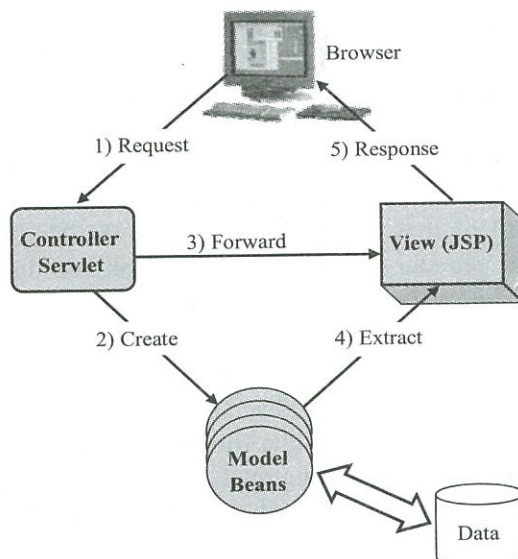 Browser
1) Request
5) Response
Controller
Servlet
3) Forward
View (JSP)
2) Create
4) Extract
Model
Beans
Data